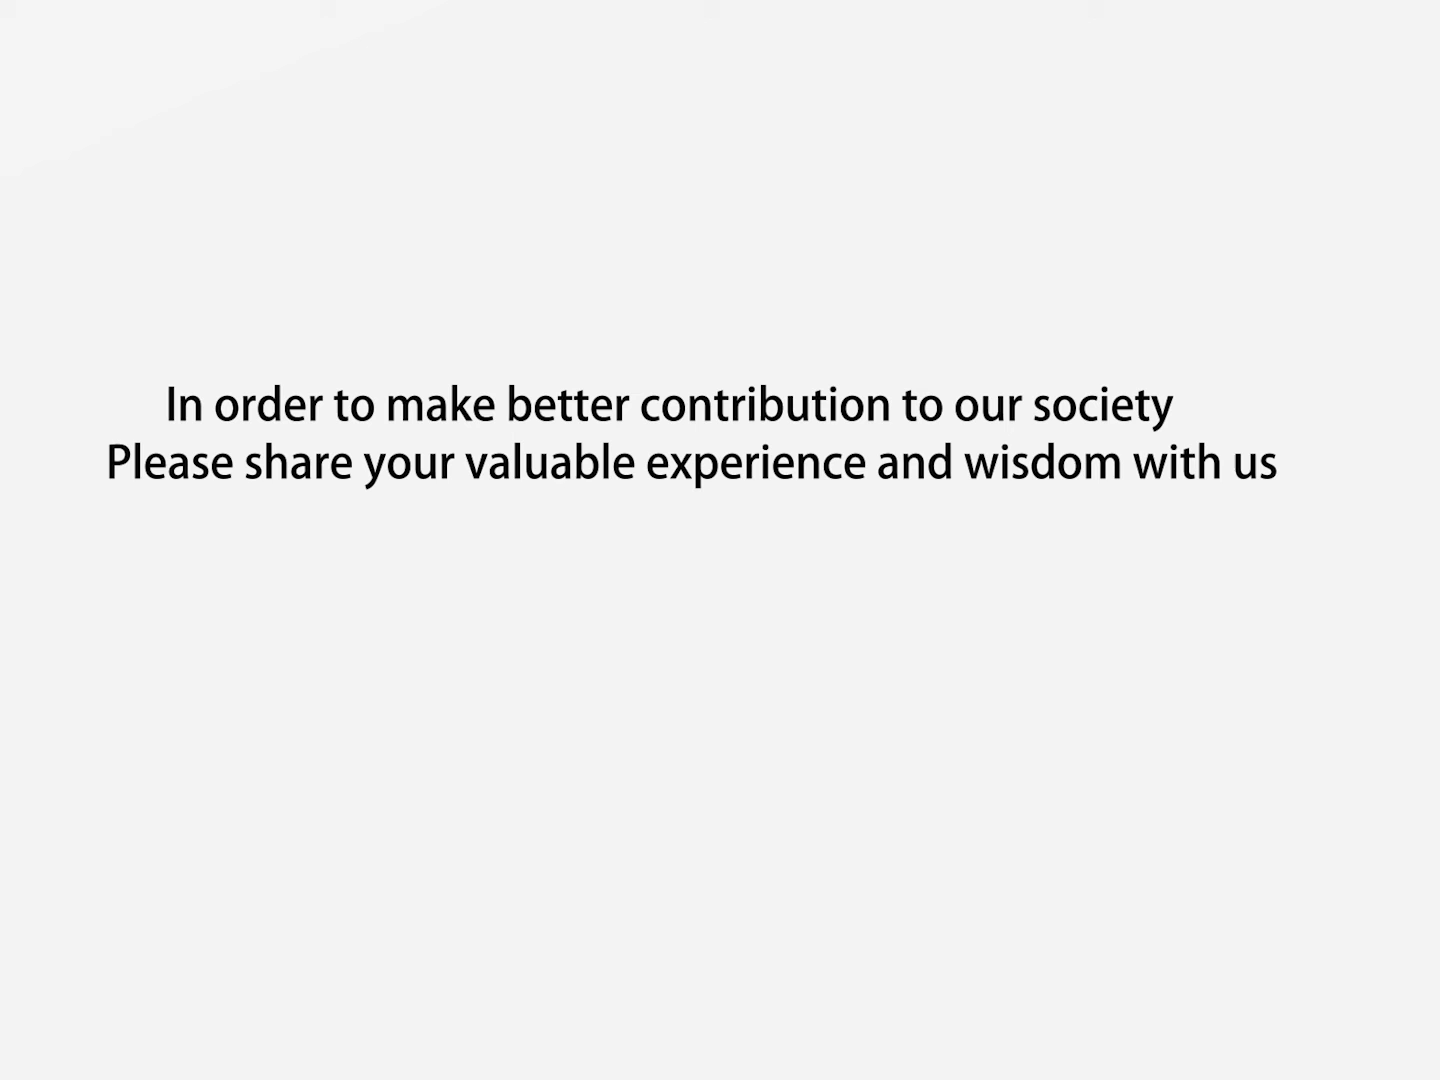 In order to make better contribution to our society
Please share your valuable experience and wisdom with us